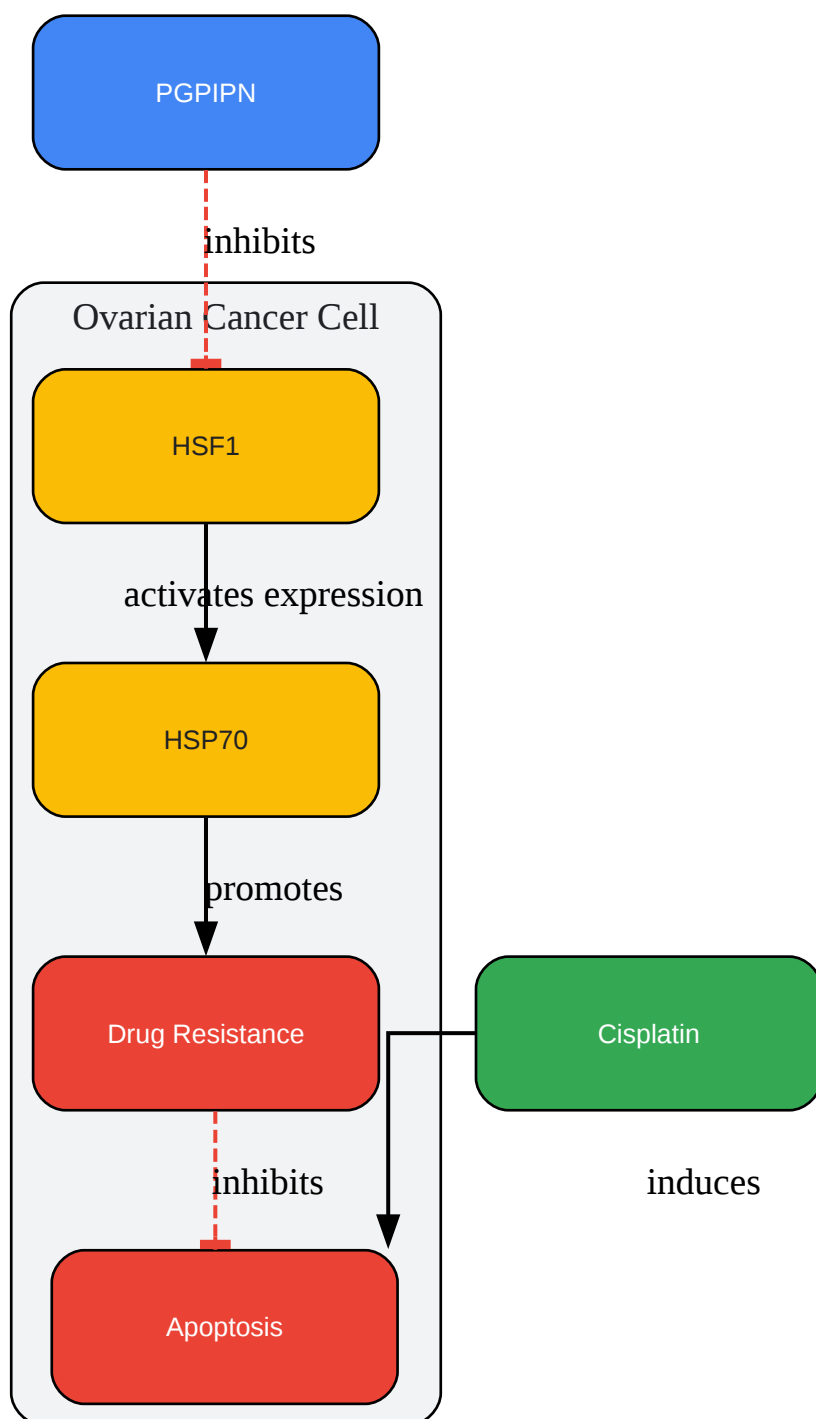 PGPIPN
inhibits
Ovarian Cancer Cell
HSF1
activates expression
HSP70
promotes
Drug Resistance
Cisplatin
inhibits
induces
Apoptosis